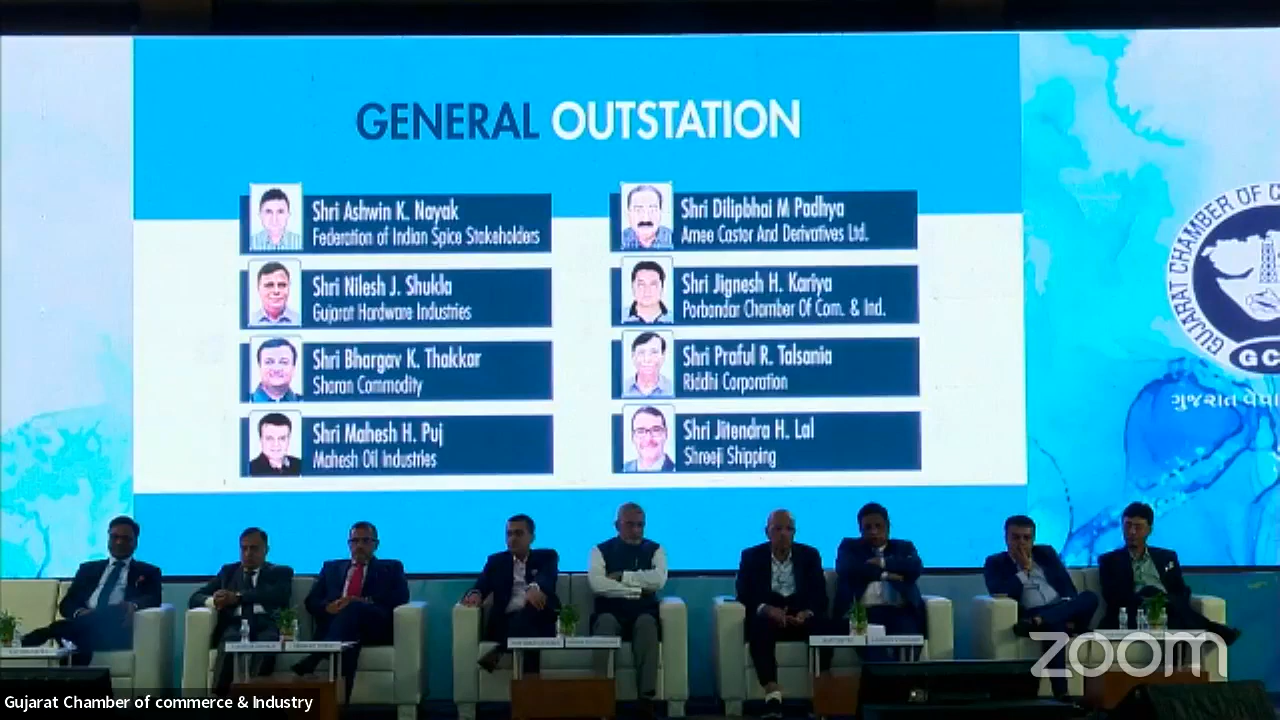 GENERAL OUTSTATION
Shri Ashwin K. Nayak
Federation of Indian Spice Stakeholders
Shri Nilesh J. Shukla
Gujarat Hardware Industries
Shri Bhargav K. Thakkar
Sharan Commodity
Shri Mahesh H. Puj
Mahesh Oil Industries
Shri Dilipbhai M Padhya
Amee Castor And Derivatives Ltd.
Shri Jignesh H. Kariya
Porbandar Chamber Of Com. & Ind.
Shri Praful R. Talsania
Riddhi Corporation
Shri Jitendra H. Lal
Shreeji Shipping
GUJARAT CHAMBER OF C
GC
ગુજરાત વેપા
zoom
Gujarat Chamber of commerce & Industry